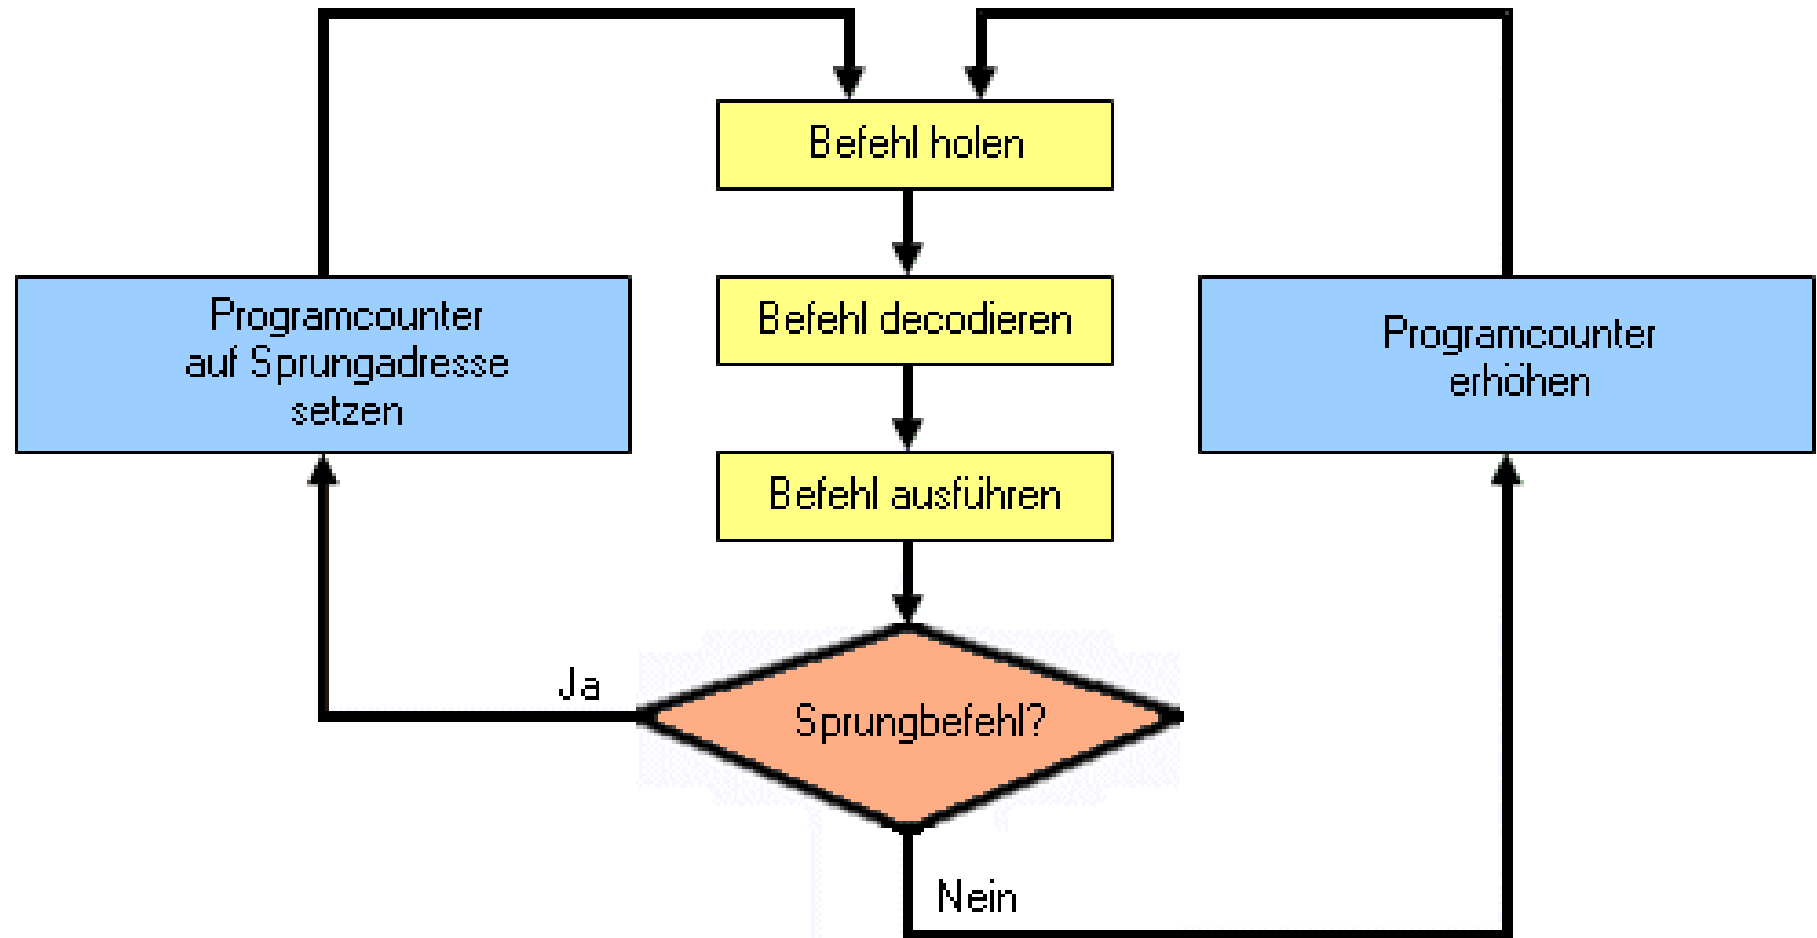 Befehl holen
Programcounter
auf Sprungadresse
setzen
Befehl decodieren
Programcounter
erhöhen
Befehl ausführen
Ja
Sprungbefehl?
Nein